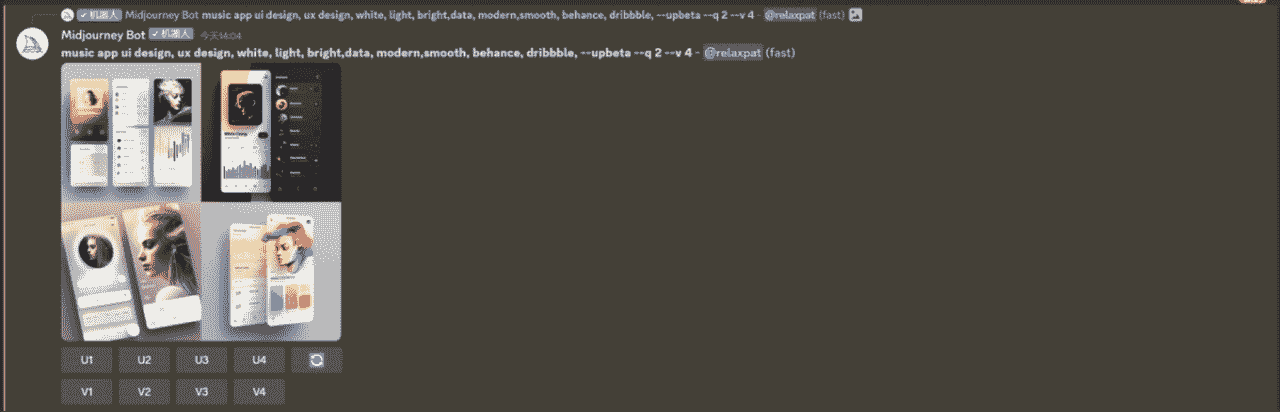 ✔机器人 Midjourney Bot music app ui design, ux design, white, light, bright,data, modern,smooth, behance, dribbble, --upbeta --q 2 --v 4 - @relaxpat (fast)
Midjourney Bot ✔机器人 今天16:04
music app ui design, ux design, white, light, bright,data, modern,smooth, behance, dribbble, --upbeta --q 2 --v 4 - @relaxpat (fast)
U1 U2 U3 U4
V1 V2 V3 V4